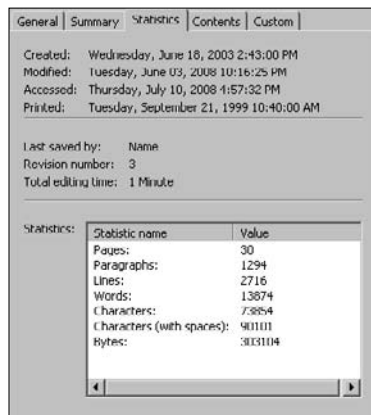 General Summary Statistics Contents Custom
Created: Wednesday, June 18, 2003 2:43:00 PM
Modified: Tuesday, June 03, 2008 10:16:25 PM
Accessed: Thursday, July 10, 2008 4:57:32 PM
Printed: Tuesday, September 21, 1999 10:40:00 AM
Last saved by: Name
Revision number: 3
Total editing time: 1 Minute
Statistics:
Statistic name Value
Pages: 30
Paragraphs: 1294
Lines: 2716
Words: 13874
Characters: 73854
Characters (with spaces): 90101
Bytes: 303104